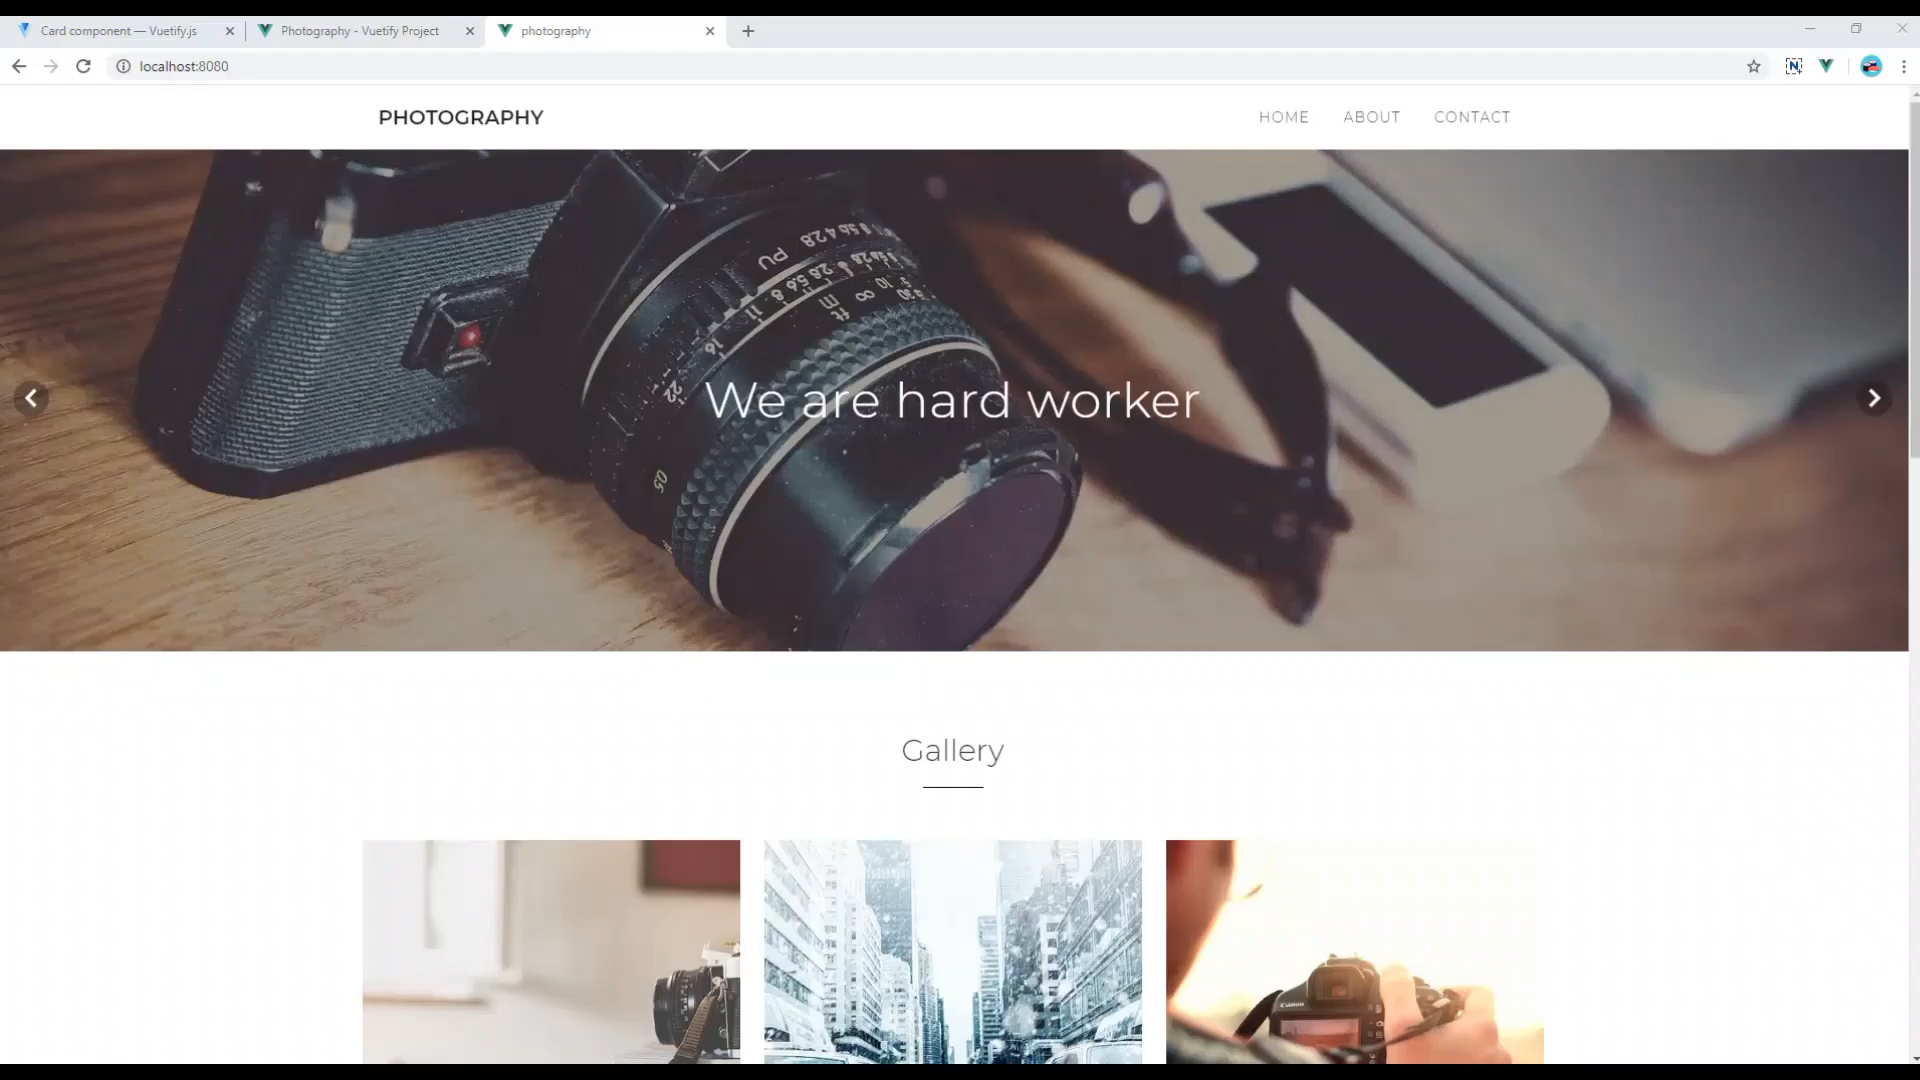 Card component — Vuetify.js
Photography - Vuetify Project
photography
localhost:8080
PHOTOGRAPHY
HOME ABOUT CONTACT
We are hard worker
Gallery
Canon